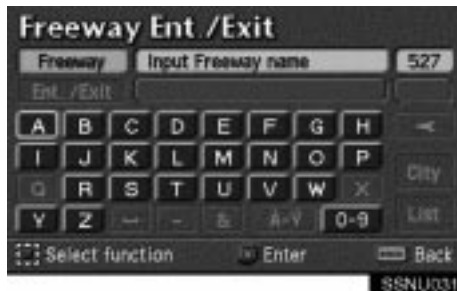 Freeway Ent./Exit
Freeway Input Freeway name 527
Ent./Exit
A B C D E F G H
I J K L M N O P
Q R S T U V W X City
Y Z - & À-Ý 0-9 List
Select function Enter Back
SSNU031